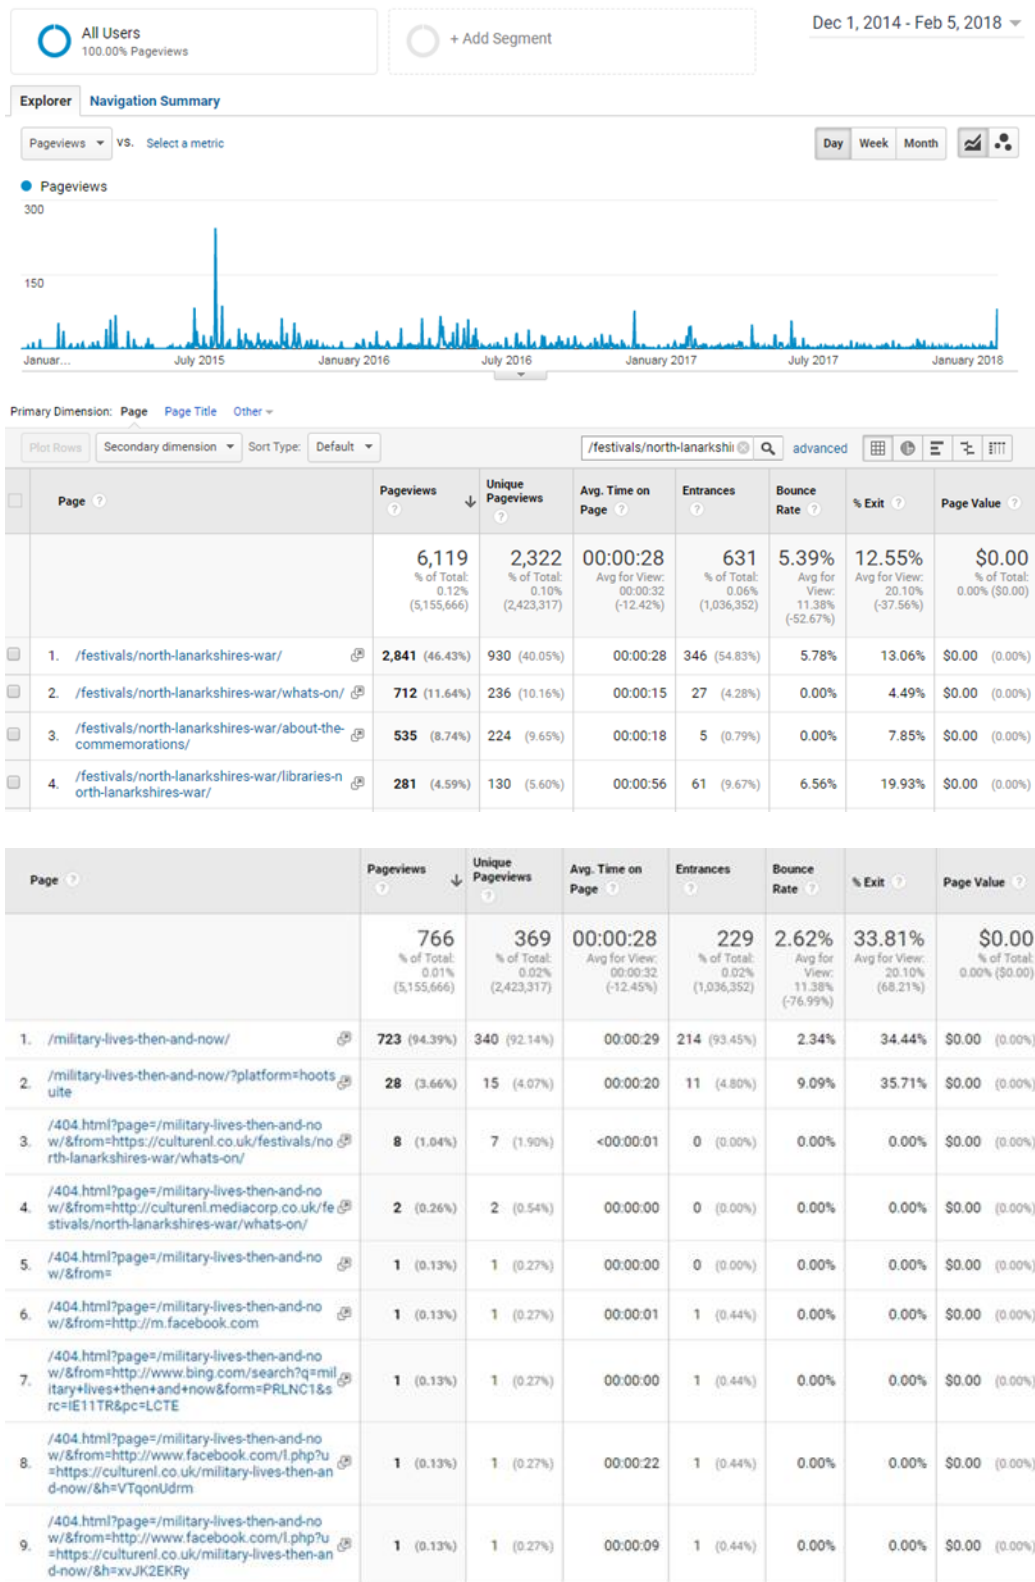 All Users
100.00% Pageviews
+ Add Segment
Dec 1, 2014 - Feb 5, 2018
Explorer Navigation Summary
Pageviews VS. Select a metric
Day Week Month
Pageviews
300
150
Januar... July 2015 January 2016 July 2016 January 2017 July 2017 January 2018
Primary Dimension: Page Page Title Other
Plot Rows Secondary dimension Sort Type: Default /festivals/north-lanarkshi advanced
Page ? Pageviews ? Unique Pageviews ? Avg. Time on Page ? Entrances ? Bounce Rate ? % Exit ? Page Value ?
6,119 2,322 00:00:28 631 5.39% 12.55% $0.00
% of Total: 0.12% (5,155,666) % of Total: 0.10% (2,423,317) Avg for View: 00:00:32 (-12.42%) % of Total: 0.06% (1,036,352) Avg for View: 11.38% (-52.67%) Avg for View: 20.10% (-37.56%) % of Total: 0.00% ($0.00)
1. /festivals/north-lanarkshires-war/ 2,841 (46.43%) 930 (40.05%) 00:00:28 346 (54.83%) 5.78% 13.06% $0.00 (0.00%)
2. /festivals/north-lanarkshires-war/whats-on/ 712 (11.64%) 236 (10.16%) 00:00:15 27 (4.28%) 0.00% 4.49% $0.00 (0.00%)
3. /festivals/north-lanarkshires-war/about-the-
commemorations/ 535 (8.74%) 224 (9.65%) 00:00:18 5 (0.79%) 0.00% 7.85% $0.00 (0.00%)
4. /festivals/north-lanarkshires-war/libraries-n
orth-lanarkshires-war/ 281 (4.59%) 130 (5.60%) 00:00:56 61 (9.67%) 6.56% 19.93% $0.00 (0.00%)
Page ? Pageviews ? Unique Pageviews ? Avg. Time on Page ? Entrances ? Bounce Rate ? % Exit ? Page Value ?
766 369 00:00:28 229 2.62% 33.81% $0.00
% of Total: 0.01% (5,155,666) % of Total: 0.02% (2,423,317) Avg for View: 00:00:32 (-12.45%) % of Total: 0.02% (1,036,352) Avg for View: 11.38% (-76.99%) Avg for View: 20.10% (68.21%) % of Total: 0.00% ($0.00)
1. /military-lives-then-and-now/ 723 (94.39%) 340 (92.14%) 00:00:29 214 (93.45%) 2.34% 34.44% $0.00 (0.00%)
2. /military-lives-then-and-now/?platform=hoots
uite 28 (3.66%) 15 (4.07%) 00:00:20 11 (4.80%) 9.09% 35.71% $0.00 (0.00%)
3. /404.html?page=/military-lives-then-and-no
w/&from=https://culturenl.co.uk/festivals/no
rth-lanarkshires-war/whats-on/ 8 (1.04%) 7 (1.90%) <00:00:01 0 (0.00%) 0.00% 0.00% $0.00 (0.00%)
4. /404.html?page=/military-lives-then-and-no
w/&from=http://culturenl.mediacorp.co.uk/fe
stivals/north-lanarkshires-war/whats-on/ 2 (0.26%) 2 (0.54%) 00:00:00 0 (0.00%) 0.00% 0.00% $0.00 (0.00%)
5. /404.html?page=/military-lives-then-and-no
w/&from= 1 (0.13%) 1 (0.27%) 00:00:00 0 (0.00%) 0.00% 0.00% $0.00 (0.00%)
6. /404.html?page=/military-lives-then-and-no
w/&from=http://m.facebook.com 1 (0.13%) 1 (0.27%) 00:00:01 1 (0.44%) 0.00% 0.00% $0.00 (0.00%)
7. /404.html?page=/military-lives-then-and-no
w/&from=http://www.bing.com/search?q=mil
itary+lives+then+and+now&form=PRLNC1&s
rc=IE11TR&pc=LCTE 1 (0.13%) 1 (0.27%) 00:00:00 1 (0.44%) 0.00% 0.00% $0.00 (0.00%)
8. /404.html?page=/military-lives-then-and-no
w/&from=http://www.facebook.com/l.php?u
=https://culturenl.co.uk/military-lives-then-an
d-now/&h=VTqonUdrm 1 (0.13%) 1 (0.27%) 00:00:22 1 (0.44%) 0.00% 0.00% $0.00 (0.00%)
9. /404.html?page=/military-lives-then-and-no
w/&from=http://www.facebook.com/l.php?u
=https://culturenl.co.uk/military-lives-then-an
d-now/&h=xvJK2EKRy 1 (0.13%) 1 (0.27%) 00:00:09 1 (0.44%) 0.00% 0.00% $0.00 (0.00%)